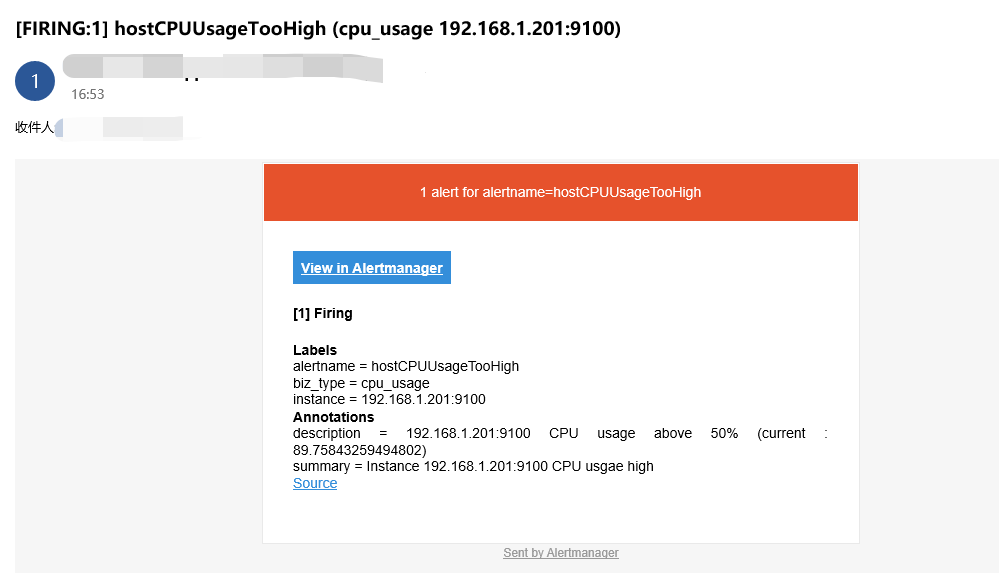 [FIRING:1] hostCPUUsageTooHigh (cpu_usage 192.168.1.201:9100)
1
16:53
收件人
1 alert for alertname=hostCPUUsageTooHigh
View in Alertmanager
[1] Firing
Labels
alertname = hostCPUUsageTooHigh
biz_type = cpu_usage
instance = 192.168.1.201:9100
Annotations
description = 192.168.1.201:9100 CPU usage above 50% (current :
89.75843259494802)
summary = Instance 192.168.1.201:9100 CPU usgae high
Source
Sent by Alertmanager